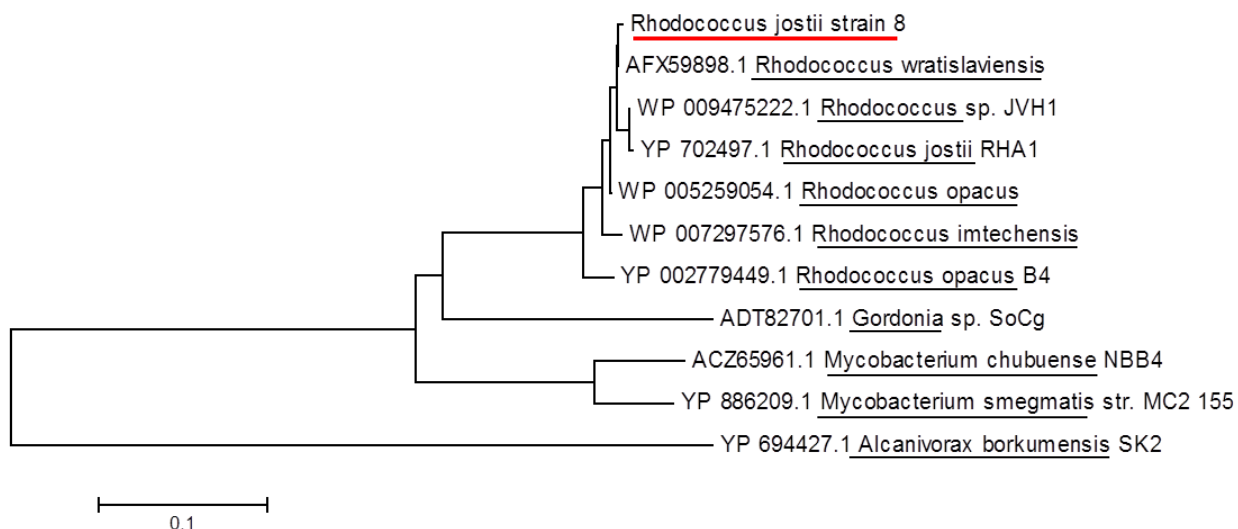 Rhodococcus jostii strain 8
AFX59898.1 Rhodococcus wratislaviensis
WP 009475222.1 Rhodococcus sp. JVH1
YP 702497.1 Rhodococcus jostii RHA1
WP 005259054.1 Rhodococcus opacus
WP 007297576.1 Rhodococcus imtechensis
YP 002779449.1 Rhodococcus opacus B4
ADT82701.1 Gordonia sp. SoCg
ACZ65961.1 Mycobacterium chubuense NBB4
YP 886209.1 Mycobacterium smegmatis str. MC2 155
YP 694427.1 Alcanivorax borkumensis SK2
0.1